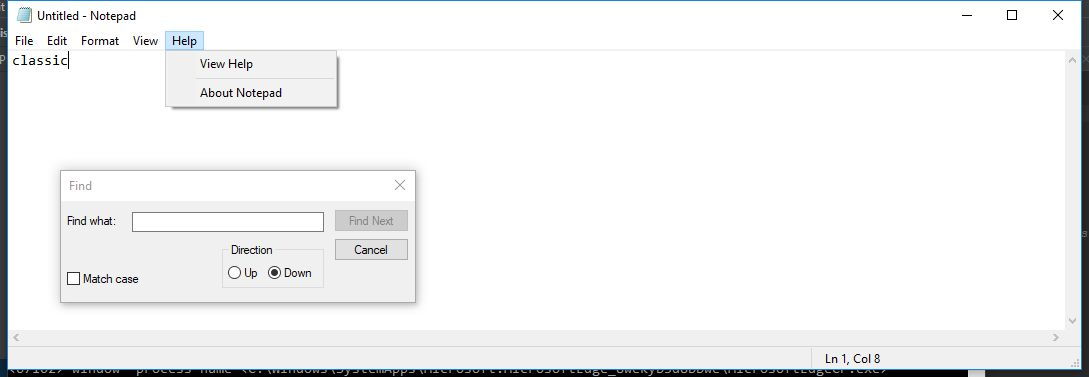 Untitled - Notepad
File Edit Format View Help
classic
View Help
About Notepad
Find
Find what:
Find Next
Cancel
Direction
Up Down
Match case
Ln 1, Col 8